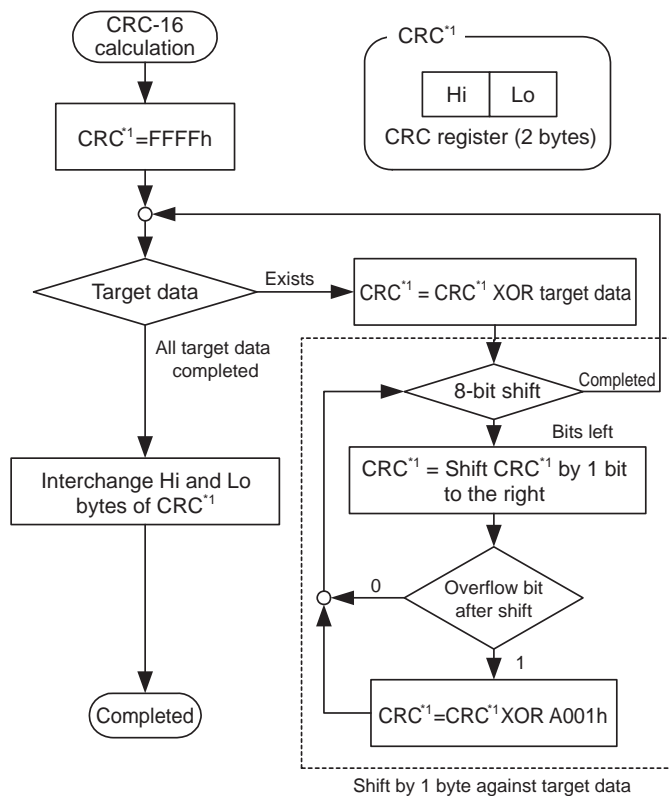 CRC-16
calculation
CRC*1
Hi
Lo
CRC register (2 bytes)
CRC*1=FFFFh
Target data
Exists
CRC*1 = CRC*1 XOR target data
All target data
completed
8-bit shift
Completed
Bits left
Interchange Hi and Lo
bytes of CRC*1
CRC*1 = Shift CRC*1 by 1 bit
to the right
0
Overflow bit
after shift
1
Completed
CRC*1=CRC*1XOR A001h
Shift by 1 byte against target data